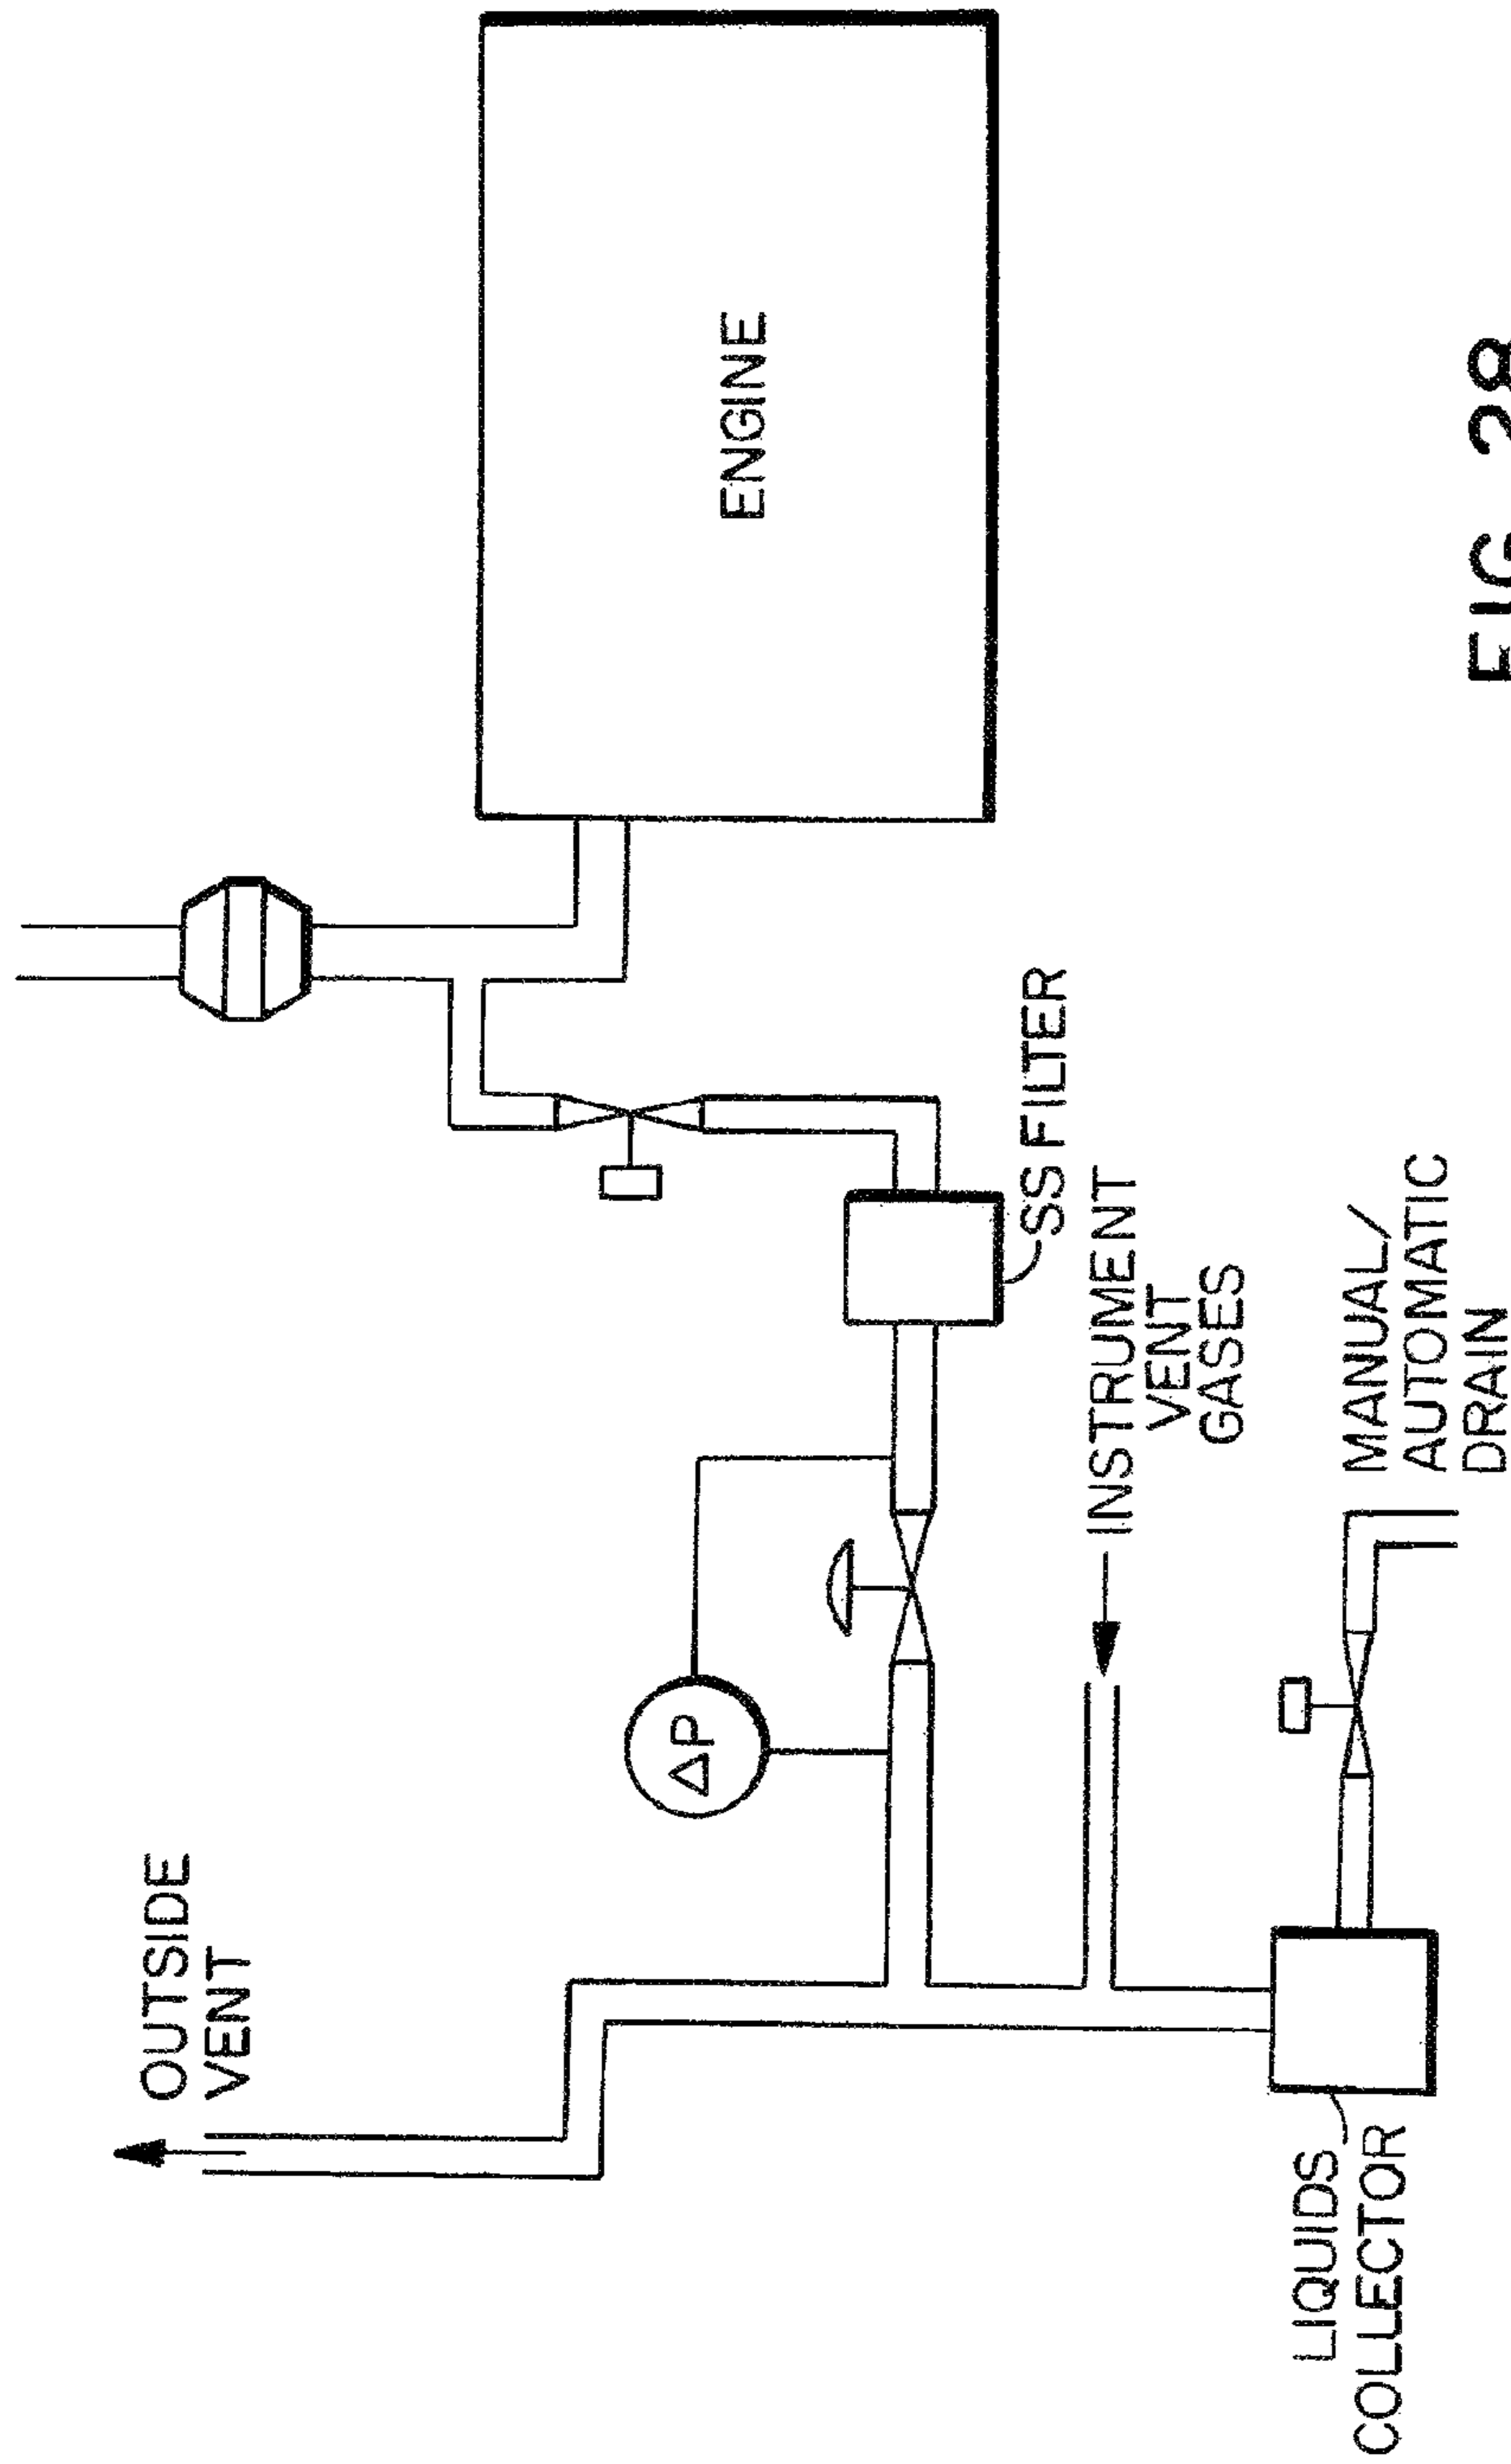 OUTSIDE
VENT
ENGINE
ΔP
SS FILTER
INSTRUMENT
VENT
GASES
LIQUIDS
COLLECTOR
MANUAL/
AUTOMATIC
DRAIN
FIG 28